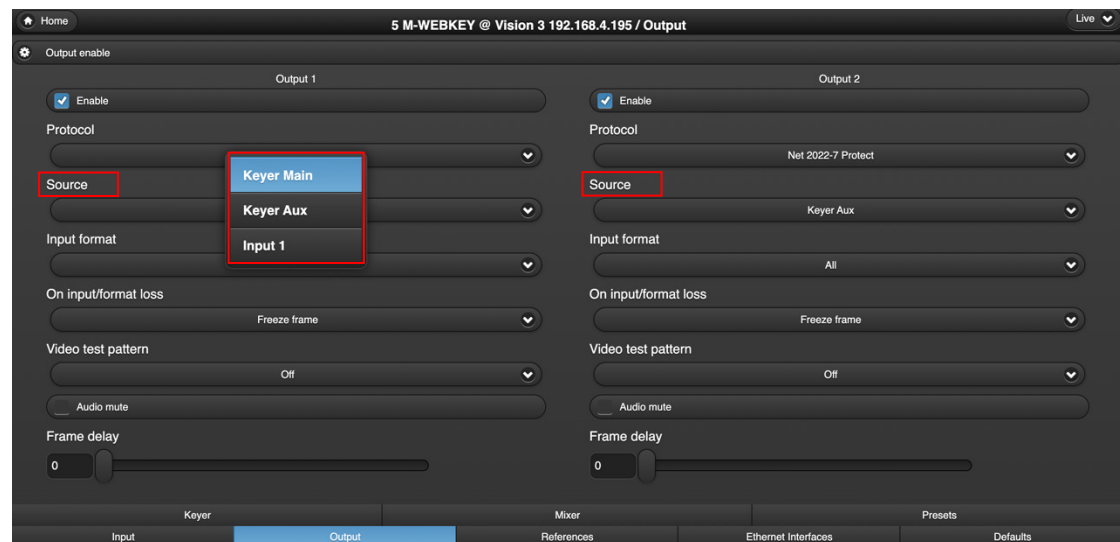 Home
5 M-WEBKEY @ Vision 3 192.168.4.195 / Output
Live
Output enable
Output 1
Enable
Protocol
Source
Keyer Main
Keyer Aux
Input 1
Input format
On input/format loss
Freeze frame
Video test pattern
Off
Audio mute
Frame delay
0
Output 2
Enable
Protocol
Net 2022-7 Protect
Source
Keyer Aux
Input format
All
On input/format loss
Freeze frame
Video test pattern
Off
Audio mute
Frame delay
0
Keyer
Mixer
Presets
Input
Output
References
Ethernet Interfaces
Defaults